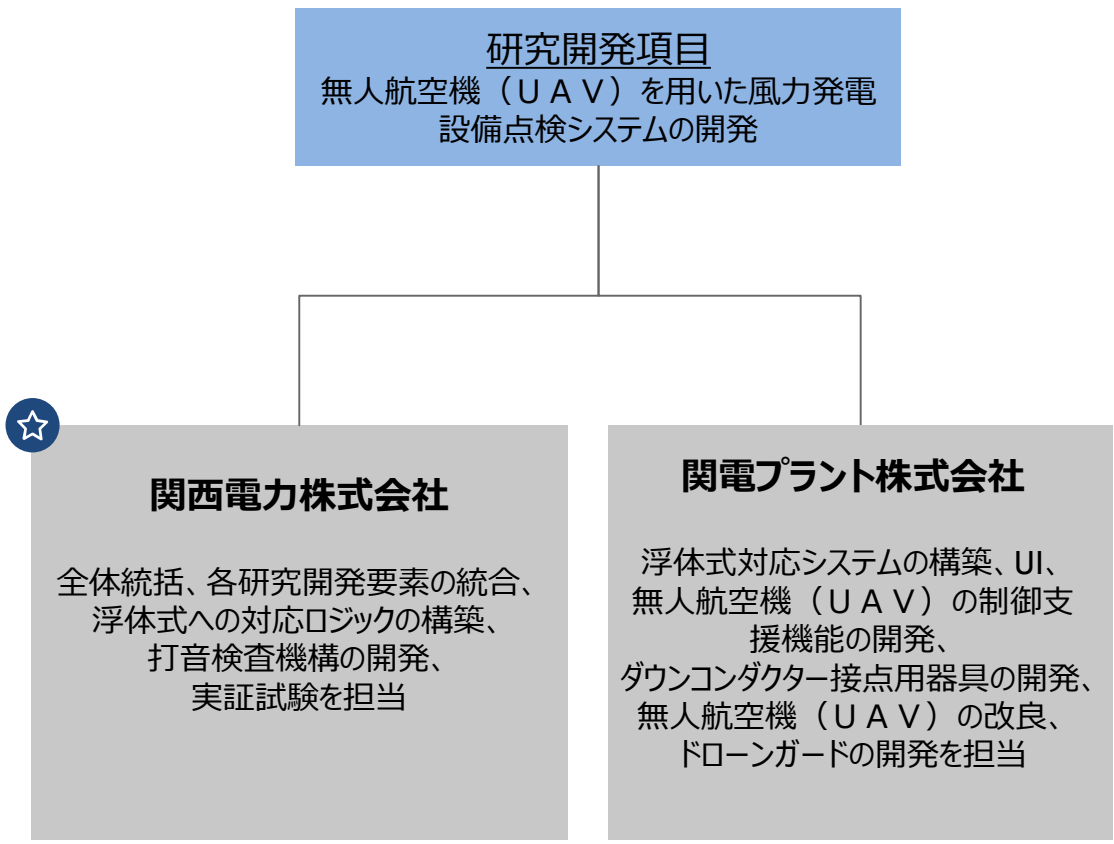 研究開発項目
無人航空機（ＵＡＶ）を用いた風力発電
設備点検システムの開発
関西電力株式会社
全体統括、各研究開発要素の統合、
浮体式への対応ロジックの構築、
打音検査機構の開発、
実証試験を担当
関電プラント株式会社
浮体式対応システムの構築、UI、
無人航空機（ＵＡＶ）の制御支
援機能の開発、
ダウンコンダクター接点用器具の開発、
無人航空機（ＵＡＶ）の改良、
ドローンガードの開発を担当